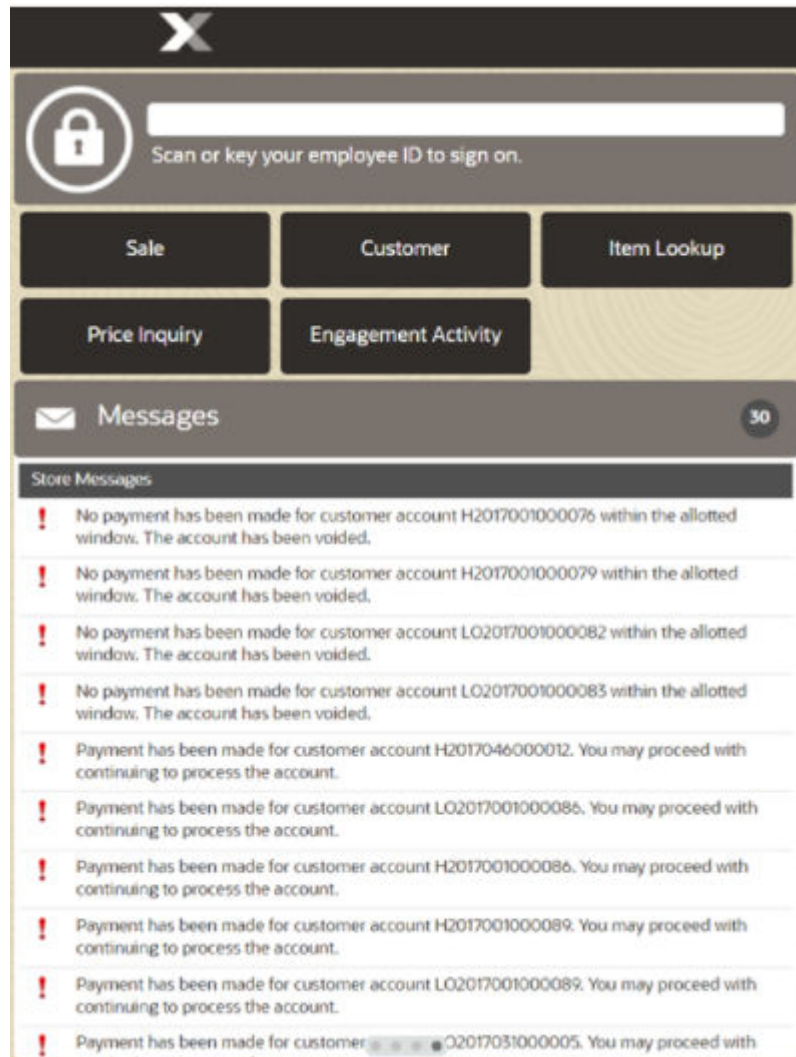 Scan or key your employee ID to sign on.
Sale Customer Item Lookup
Price Inquiry Engagement Activity
Messages 30
Store Messages
! No payment has been made for customer account H2017001000076 within the allotted
window. The account has been voided.
! No payment has been made for customer account H2017001000079 within the allotted
window. The account has been voided.
! No payment has been made for customer account LO2017001000082 within the allotted
window. The account has been voided.
! No payment has been made for customer account LO2017001000083 within the allotted
window. The account has been voided.
! Payment has been made for customer account H2017046000012. You may proceed with
continuing to process the account.
! Payment has been made for customer account LO2017001000086. You may proceed with
continuing to process the account.
! Payment has been made for customer account H2017001000086. You may proceed with
continuing to process the account.
! Payment has been made for customer account H2017001000089. You may proceed with
continuing to process the account.
! Payment has been made for customer account LO2017001000089. You may proceed with
continuing to process the account.
! Payment has been made for customer O2017031000005. You may proceed with